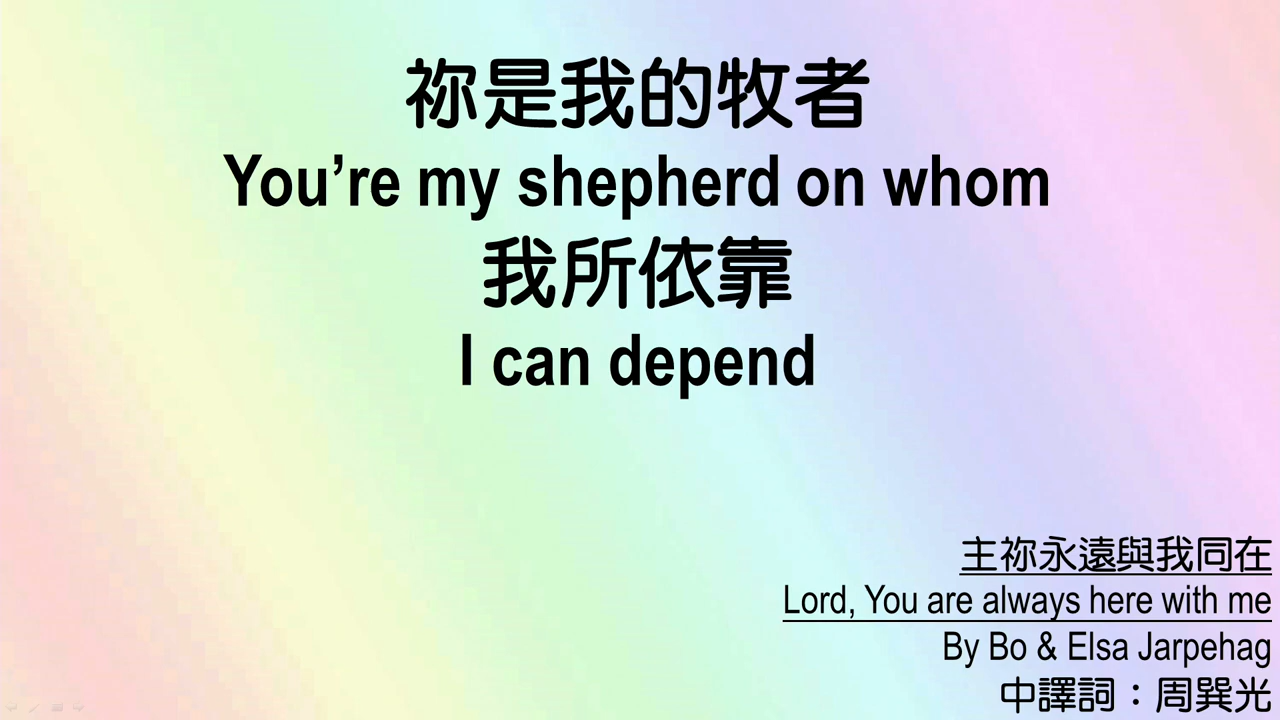 祢是我的牧者
You’re my shepherd on whom
我所依靠
I can depend
主祢永遠與我同在
Lord, You are always here with me
By Bo & Elsa Jarpehag
中譯詞：周巽光